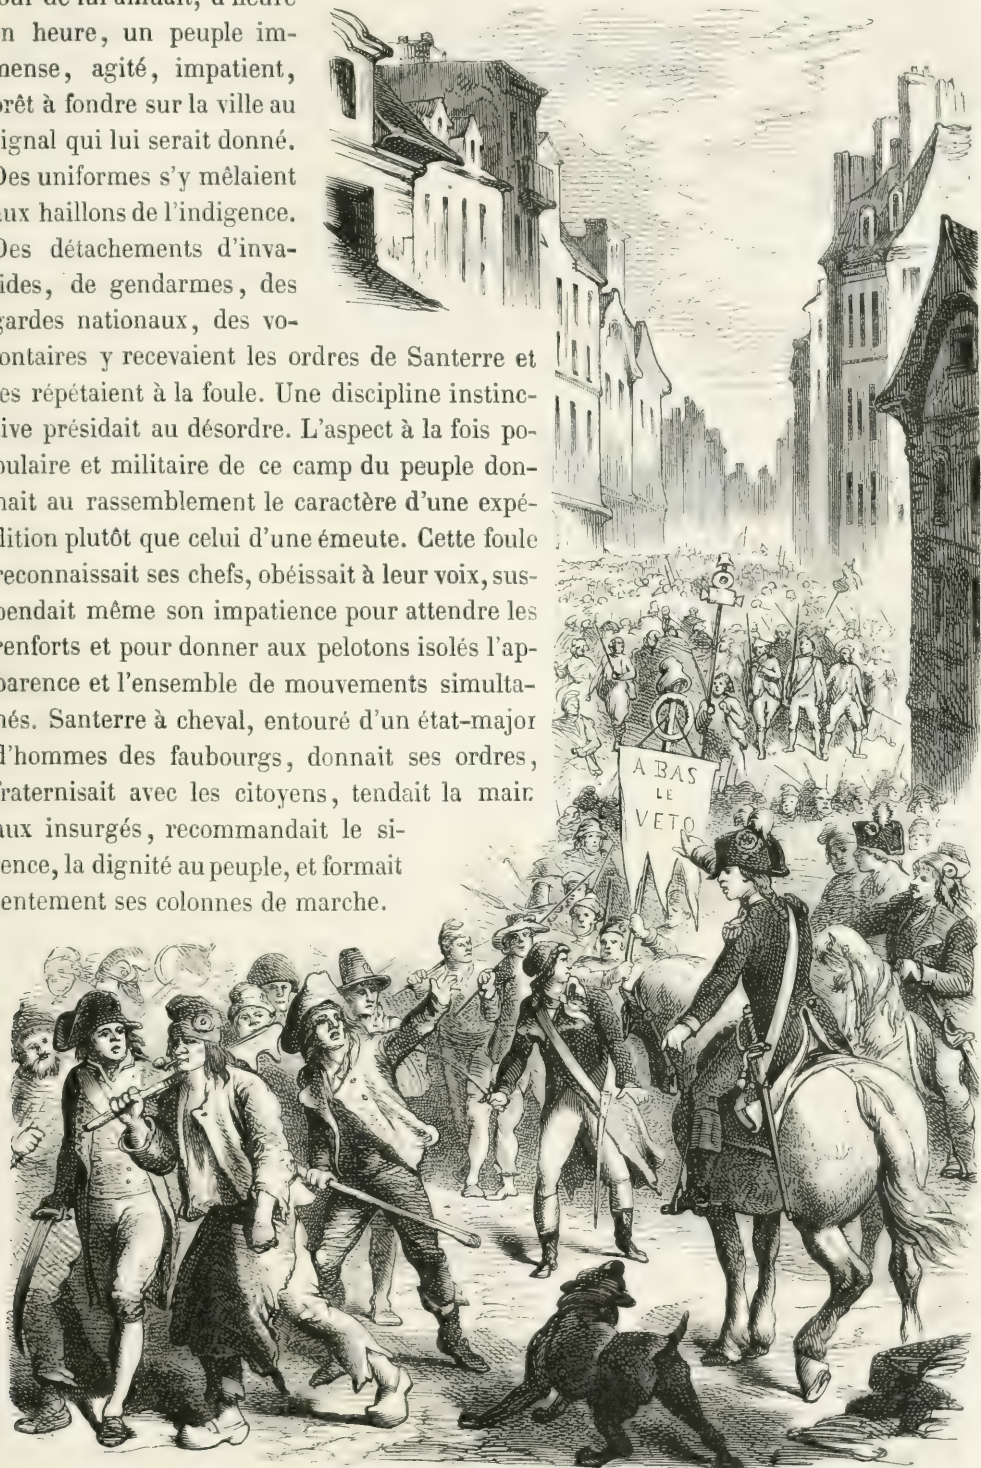 our de lui affluait, d'heure
n heure, un peuple im-
mense, agité, impatient,
prêt à fondre sur la ville au
ignal qui lui serait donné.
Des uniformes s'y mêlaient
aux haillons de l'indigence.
Des détachements d'inva-
ides, de gendarmes, des
gardes nationaux, des vo-
ontaires y recevaient les ordres de Santerre et
es répétaient à la foule. Une discipline instinc-
ive présidait au désordre. L'aspect à la fois po-
pulaire et militaire de ce camp du peuple don-
nait au rassemblement le caractère d'une expé-
dition plutôt que celui d'une émeute. Cette foule
reconnaissait ses chefs, obéissait à leur voix, sus-
pendait même son impatience pour attendre les
renforts et pour donner aux pelotons isolés l'ap-
parence et l'ensemble de mouvements simulta-
nés. Santerre à cheval, entouré d'un état-major
d'hommes des faubourgs, donnait ses ordres,
fraternisait avec les citoyens, tendait la main
aux insurgés, recommandait le si-
ence, la dignité au peuple, et formait
entement ses colonnes de marche.
A BAS
LE
VETO